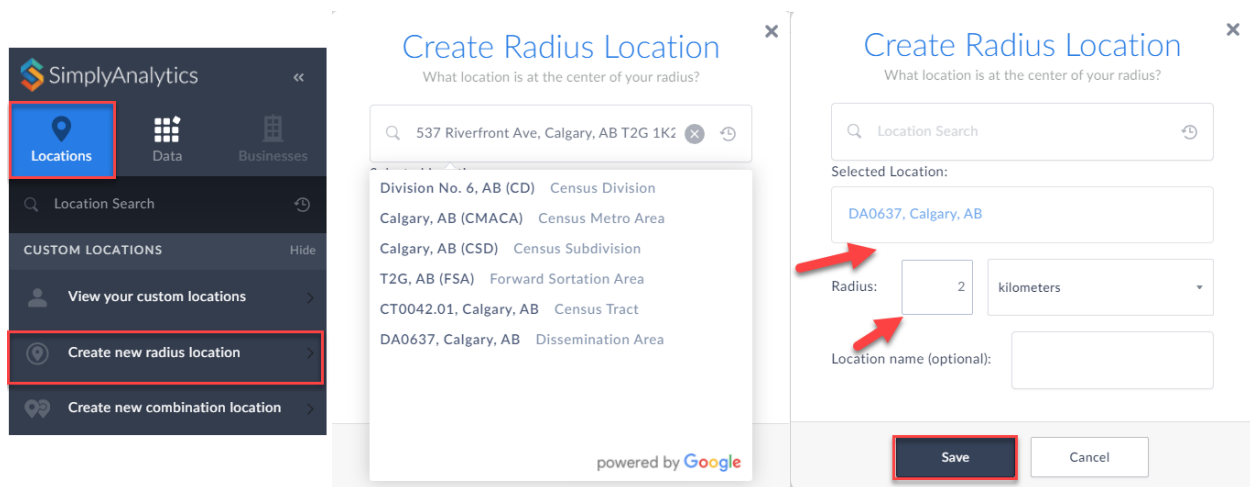 SimplyAnalytics «
Locations Data Businesses
Location Search
CUSTOM LOCATIONS Hide
View your custom locations
Create new radius location
Create new combination location
Create Radius Location
What location is at the center of your radius?
537 Riverfront Ave, Calgary, AB T2G 1K2
Division No. 6, AB (CD) Census Division
Calgary, AB (CMACA) Census Metro Area
Calgary, AB (CSD) Census Subdivision
T2G, AB (FSA) Forward Sortation Area
CT0042.01, Calgary, AB Census Tract
DA0637, Calgary, AB Dissemination Area
powered by Google
Create Radius Location
What location is at the center of your radius?
Location Search
Selected Location:
DA0637, Calgary, AB
Radius: 2 kilometers
Location name (optional):
Save Cancel